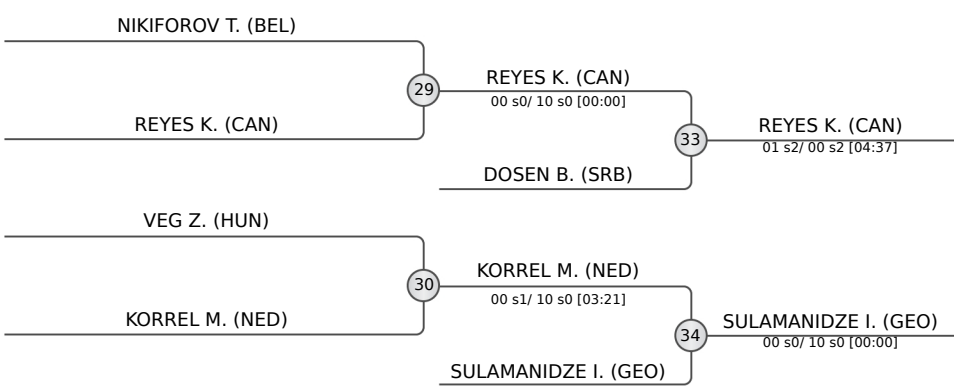 NIKIFOROV T. (BEL)
29
REYES K. (CAN)
00 s0/ 10 s0 [00:00]
REYES K. (CAN)
33
REYES K. (CAN)
01 s2/ 00 s2 [04:37]
DOSEN B. (SRB)
VEG Z. (HUN)
30
KORREL M. (NED)
00 s1/ 10 s0 [03:21]
KORREL M. (NED)
34
SULAMANIDZE I. (GEO)
00 s0/ 10 s0 [00:00]
SULAMANIDZE I. (GEO)